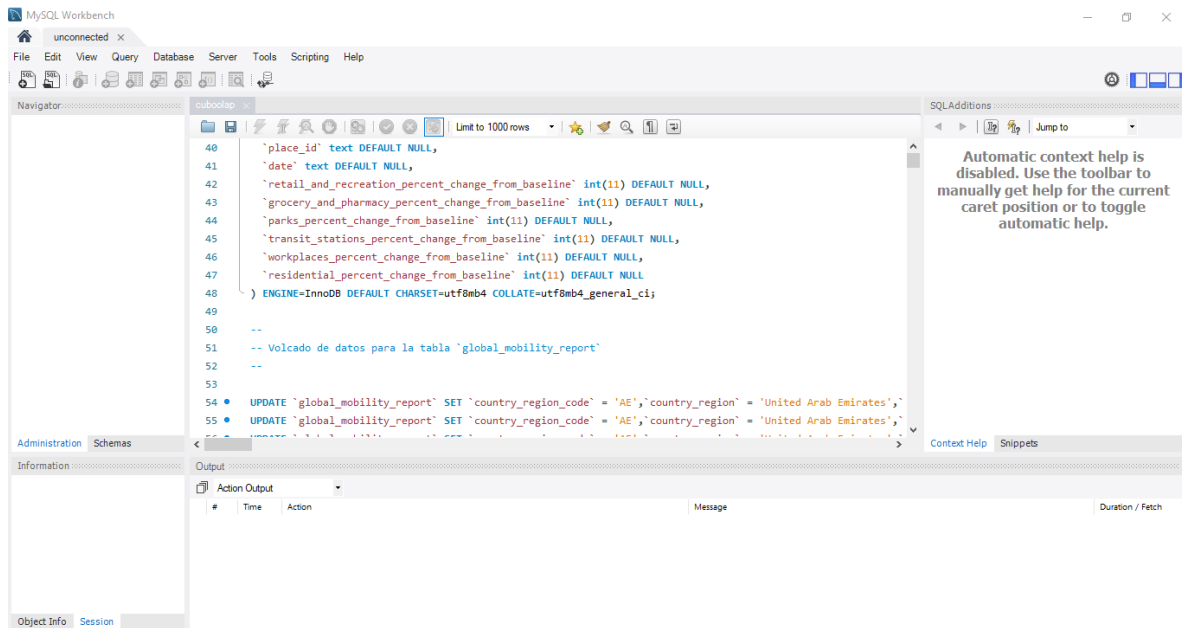 MySQL Workbench
unconnected
File Edit View Query Database Server Tools Scripting Help
Navigator
cuboolap
SQLAdditions
Limit to 1000 rows
Jump to
40 `place_id` text DEFAULT NULL,
41 `date` text DEFAULT NULL,
42 `retail_and_recreation_percent_change_from_baseline` int(11) DEFAULT NULL,
43 `grocery_and_pharmacy_percent_change_from_baseline` int(11) DEFAULT NULL,
44 `parks_percent_change_from_baseline` int(11) DEFAULT NULL,
45 `transit_stations_percent_change_from_baseline` int(11) DEFAULT NULL,
46 `workplaces_percent_change_from_baseline` int(11) DEFAULT NULL,
47 `residential_percent_change_from_baseline` int(11) DEFAULT NULL
48 ) ENGINE=InnoDB DEFAULT CHARSET=utf8mb4 COLLATE=utf8mb4_general_ci;
49
50 --
51 -- Volcado de datos para la tabla `global_mobility_report`
52 --
53
54 UPDATE `global_mobility_report` SET `country_region_code` = 'AE',`country_region` = 'United Arab Emirates',`
55 UPDATE `global_mobility_report` SET `country_region_code` = 'AE',`country_region` = 'United Arab Emirates',`
Automatic context help is
disabled. Use the toolbar to
manually get help for the current
caret position or to toggle
automatic help.
Administration Schemas
Context Help Snippets
Information
Output
Action Output
# Time Action Message Duration / Fetch
Object Info Session